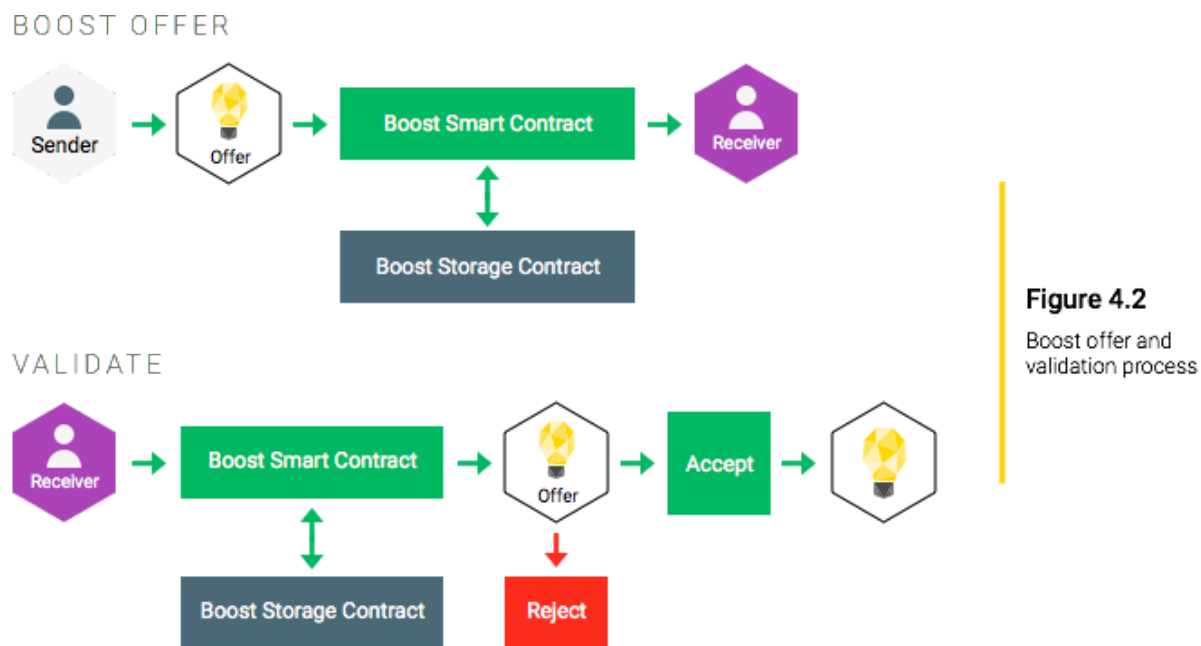 BOOST OFFER
Sender
Offer
Boost Smart Contract
Receiver
Boost Storage Contract
Figure 4.2
Boost offer and
validation process
VALIDATE
Receiver
Boost Smart Contract
Offer
Accept
Boost Storage Contract
Reject